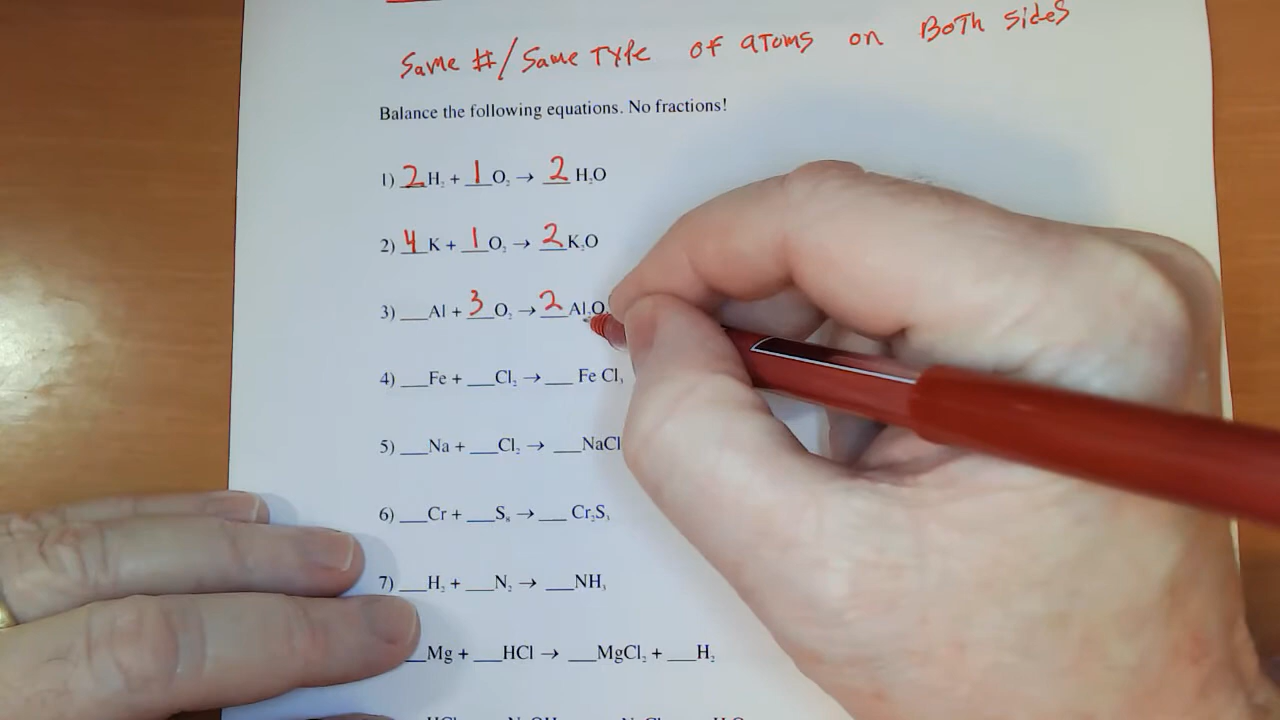 Same #/Same Type of atoms on Both sides
Balance the following equations. No fractions!
1) 2 H₂ + 1 O₂ → 2 H₂O
2) 4 K + 1 O₂ → 2 K₂O
3) ___Al + 3 O₂ → 2 Al₂O
4) ___Fe + ___Cl₂ → ___ Fe Cl₃
5) ___Na + ___Cl₂ → ___NaCl
6) ___Cr + ___S₈ → ___ Cr₂S₃
7) ___H₂ + ___N₂ → ___NH₃
__Mg + ___HCl → ___MgCl₂ + ___H₂